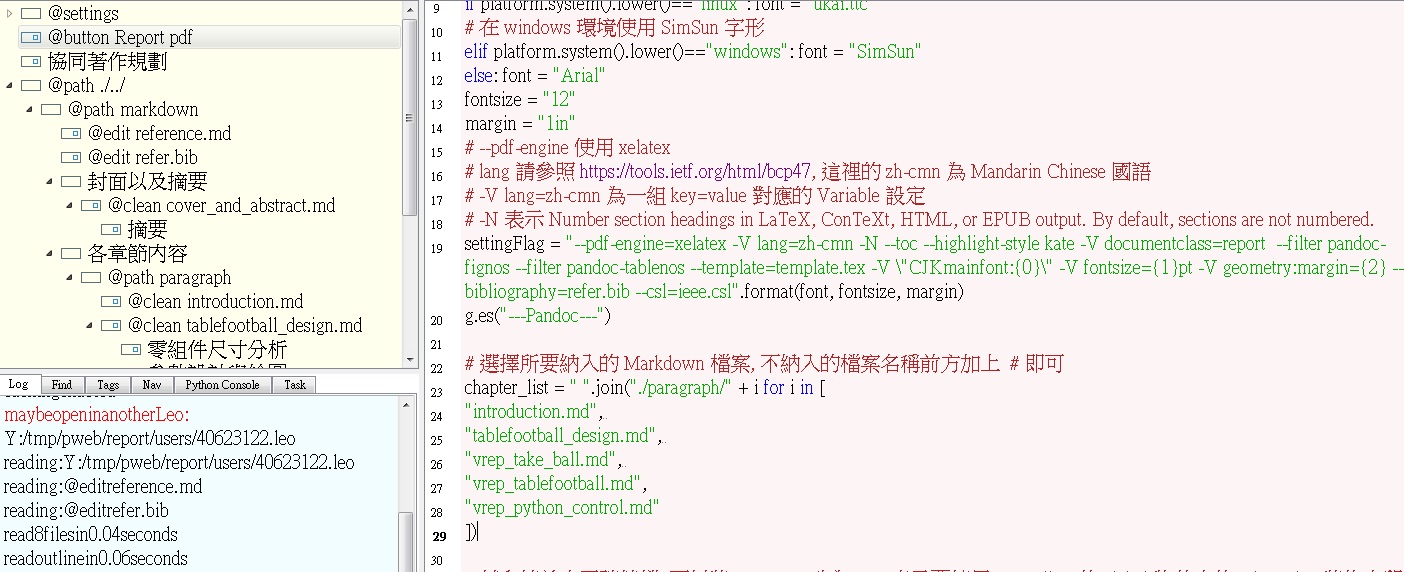 @settings
@button Report pdf
協同著作規劃
@path ./../
@path markdown
@edit reference.md
@edit refer.bib
封面以及摘要
@clean cover_and_abstract.md
摘要
各章節內容
@path paragraph
@clean introduction.md
@clean tablefootball_design.md
零組件尺寸分析
Log Find Tags Nav Python Console Task
maybeopeninanotherLeo:
Y:/tmp/pweb/report/users/40623122.leo
reading:Y:/tmp/pweb/report/users/40623122.leo
reading:@editreference.md
reading:@editrefer.bib
read8filesin0.04seconds
readoutlinein0.06seconds
9 if platform.system().lower()=="linux": font = "ukai.ttc"
10 # 在 windows 環境使用 SimSun 字形
11 elif platform.system().lower()=="windows": font = "SimSun"
12 else: font = "Arial"
13 fontsize = "12"
14 margin = "1in"
15 # --pdf-engine 使用 xelatex
16 # lang 請參照 https://tools.ietf.org/html/bcp47, 這裡的 zh-cmn 為 Mandarin Chinese 國語
17 # -V lang=zh-cmn 為一組 key=value 對應的 Variable 設定
18 # -N 表示 Number section headings in LaTeX, ConTeXt, HTML, or EPUB output. By default, sections are not numbered.
19 settingFlag = "--pdf-engine=xelatex -V lang=zh-cmn -N --toc --highlight-style kate -V documentclass=report --filter pandoc-
fignos --filter pandoc-tablenos --template=template.tex -V \"CJKmainfont:{0}\" -V fontsize={1}pt -V geometry:margin={2} --
bibliography=refer.bib --csl=ieee.csl".format(font, fontsize, margin)
20 g.es("---Pandoc---")
21
22 # 選擇所要納入的 Markdown 檔案, 不納入的檔案名稱前方加上 # 即可
23 chapter_list = " ".join("./paragraph/" + i for i in [
24 "introduction.md",
25 "tablefootball_design.md",
26 "vrep_take_ball.md",
27 "vrep_tablefootball.md",
28 "vrep_python_control.md"
29 ])
30